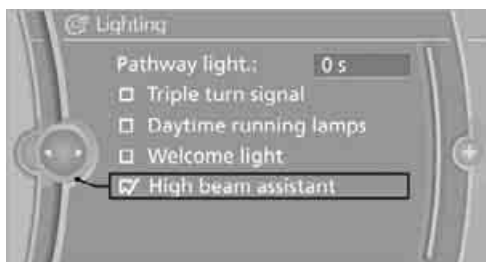 Lighting
Pathway light.: 0 s
Triple turn signal
Daytime running lamps
Welcome light
High beam assistant